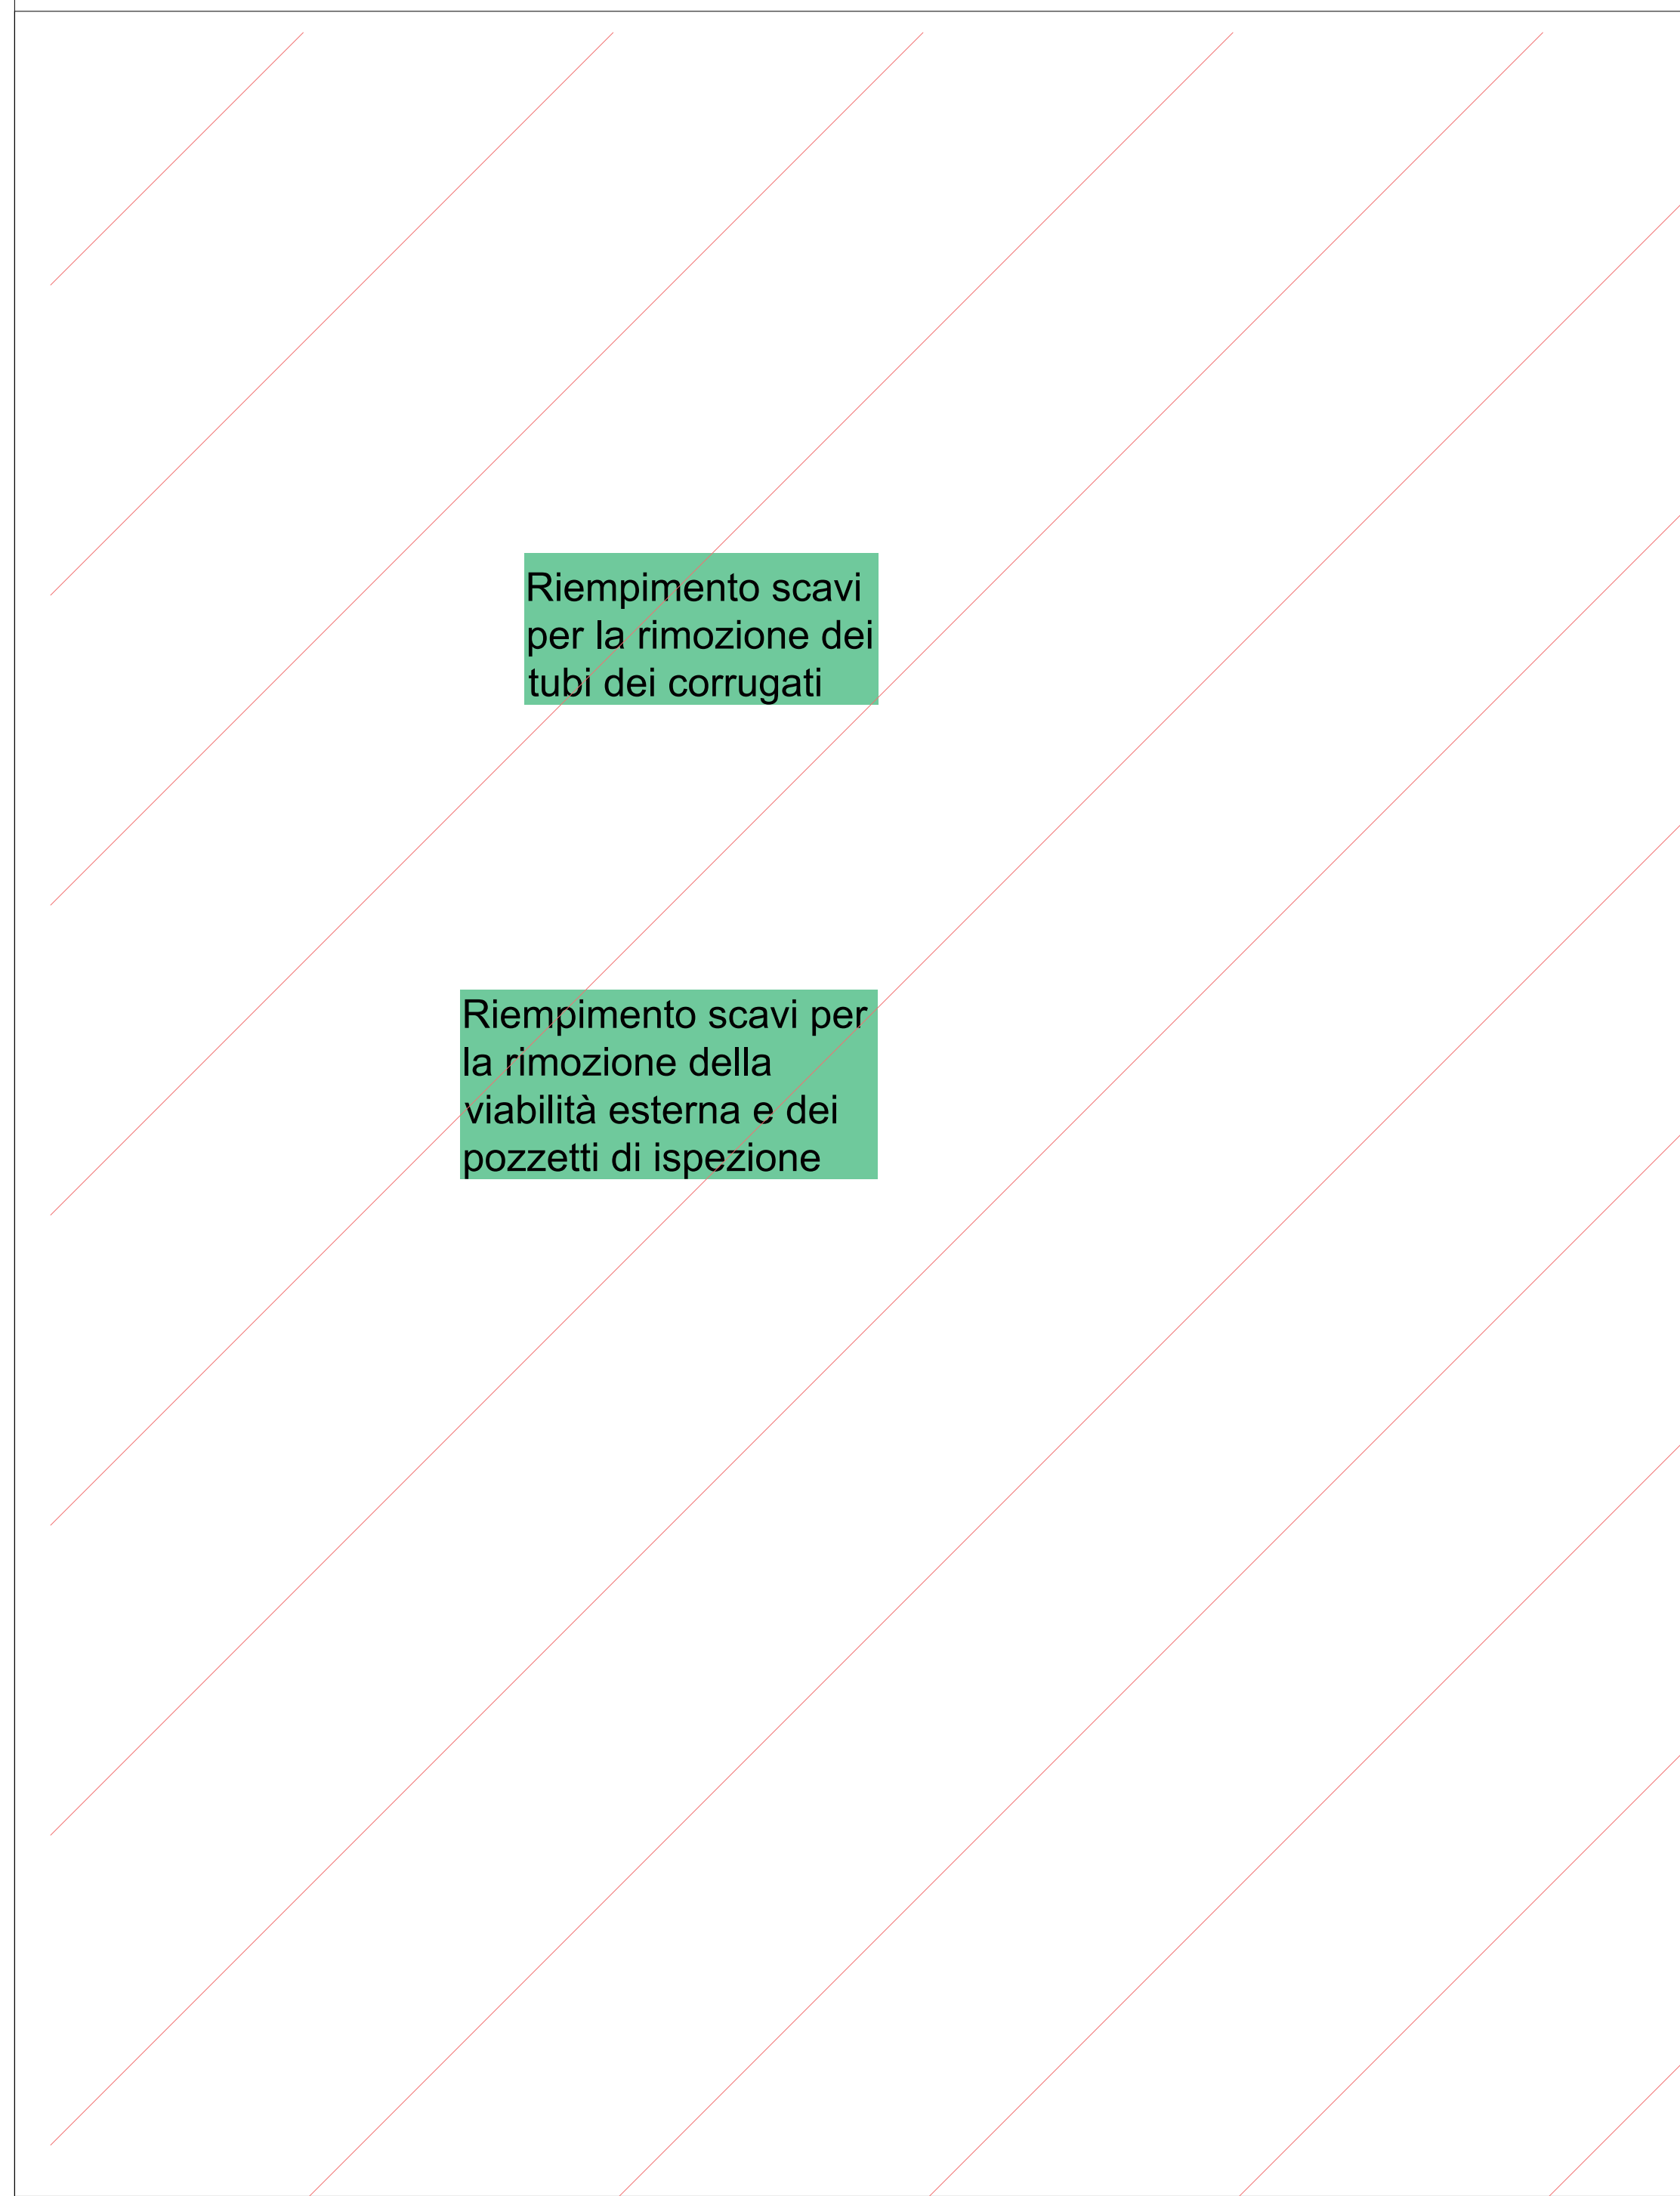 Riempimento scavi
per la rimozione dei
tubi dei corrugati
Riempimento scavi per
la rimozione della
viabilità esterna e dei
pozzetti di ispezione